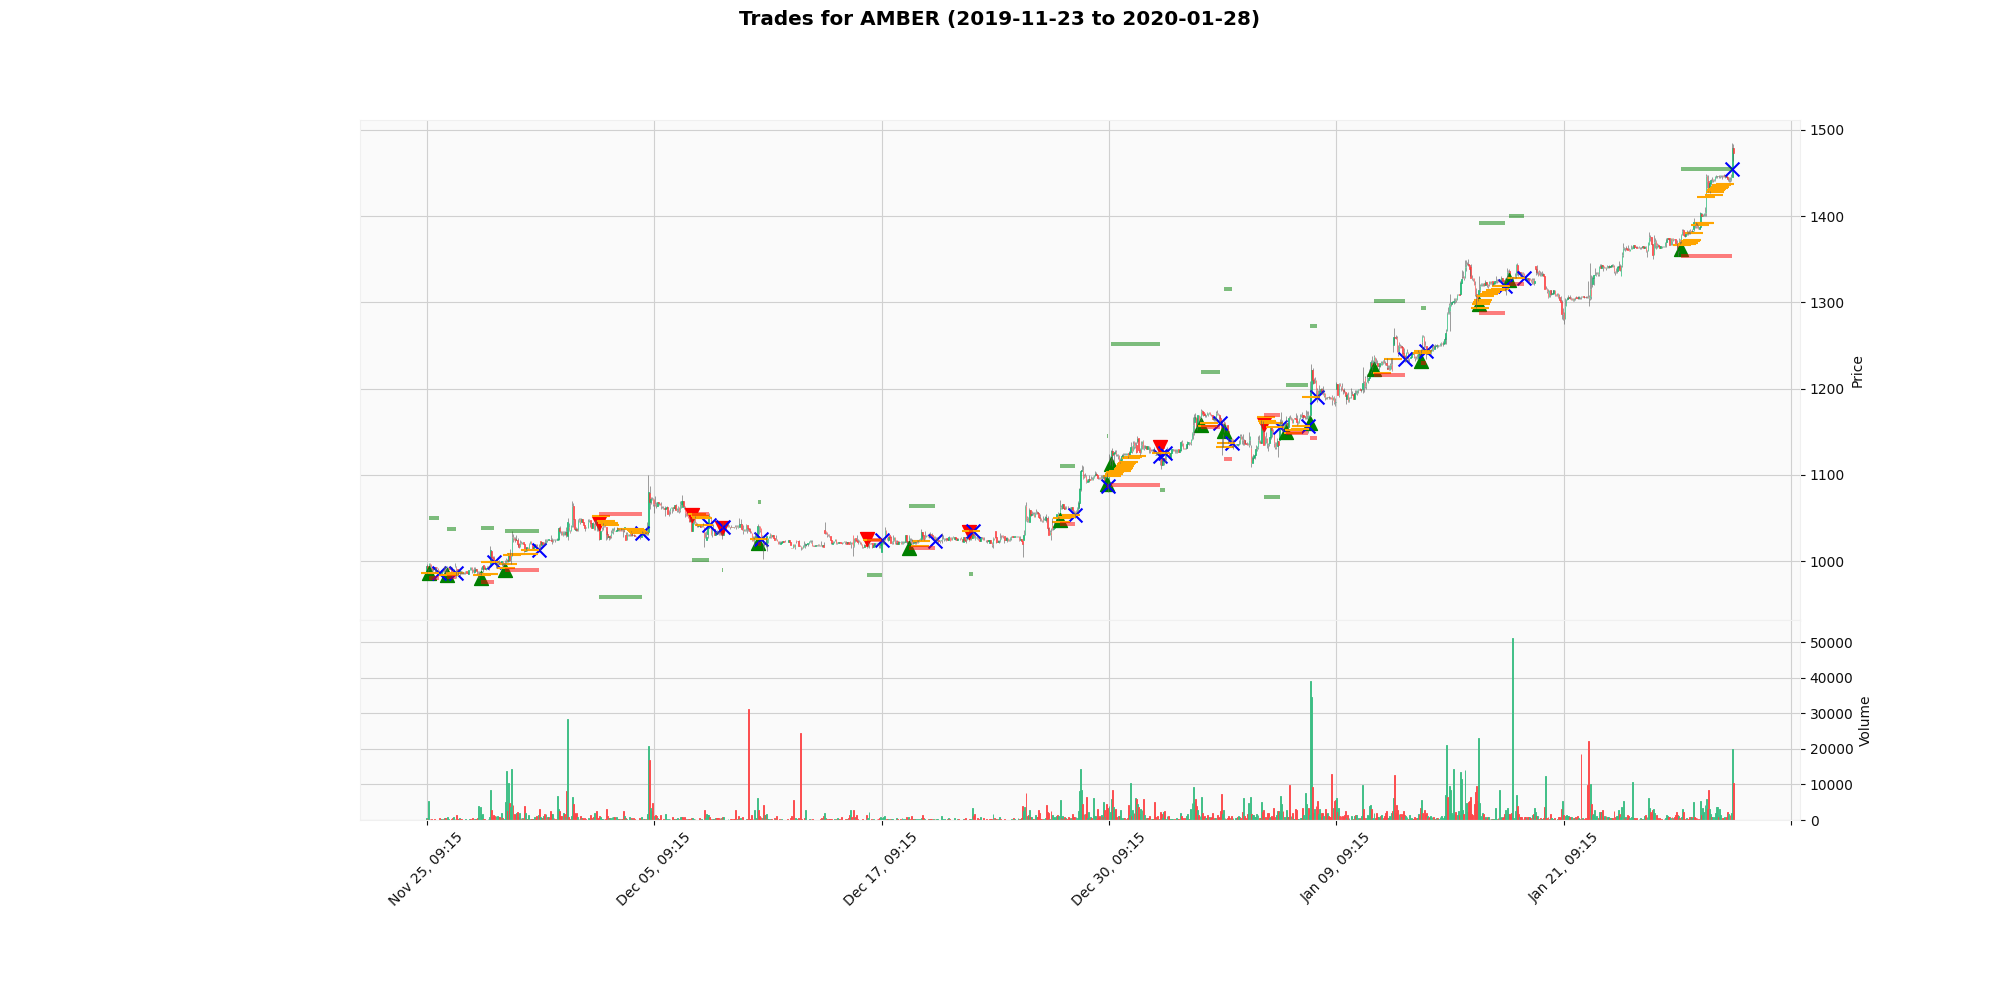 Trades for AMBER (2019-11-23 to 2020-01-28)
1500
1400
1300
1200
1100
1000
Price
50000
40000
30000
20000
10000
0
Volume
Nov 25, 09:15
Dec 05, 09:15
Dec 17, 09:15
Dec 30, 09:15
Jan 09, 09:15
Jan 21, 09:15